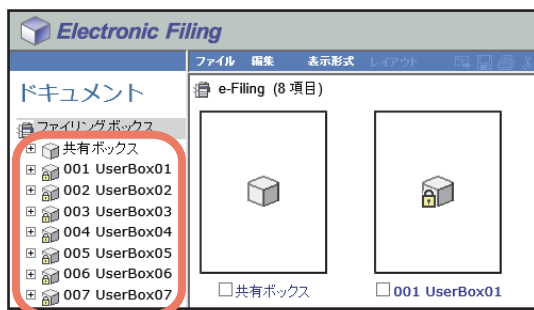 Electronic Filing
ファイル 編集 表示形式 レイアウト
ドキュメント
ファイリングボックス
共有ボックス
001 UserBox01
002 UserBox02
003 UserBox03
004 UserBox04
005 UserBox05
006 UserBox06
007 UserBox07
e-Filing (8 項目)
共有ボックス
001 UserBox01